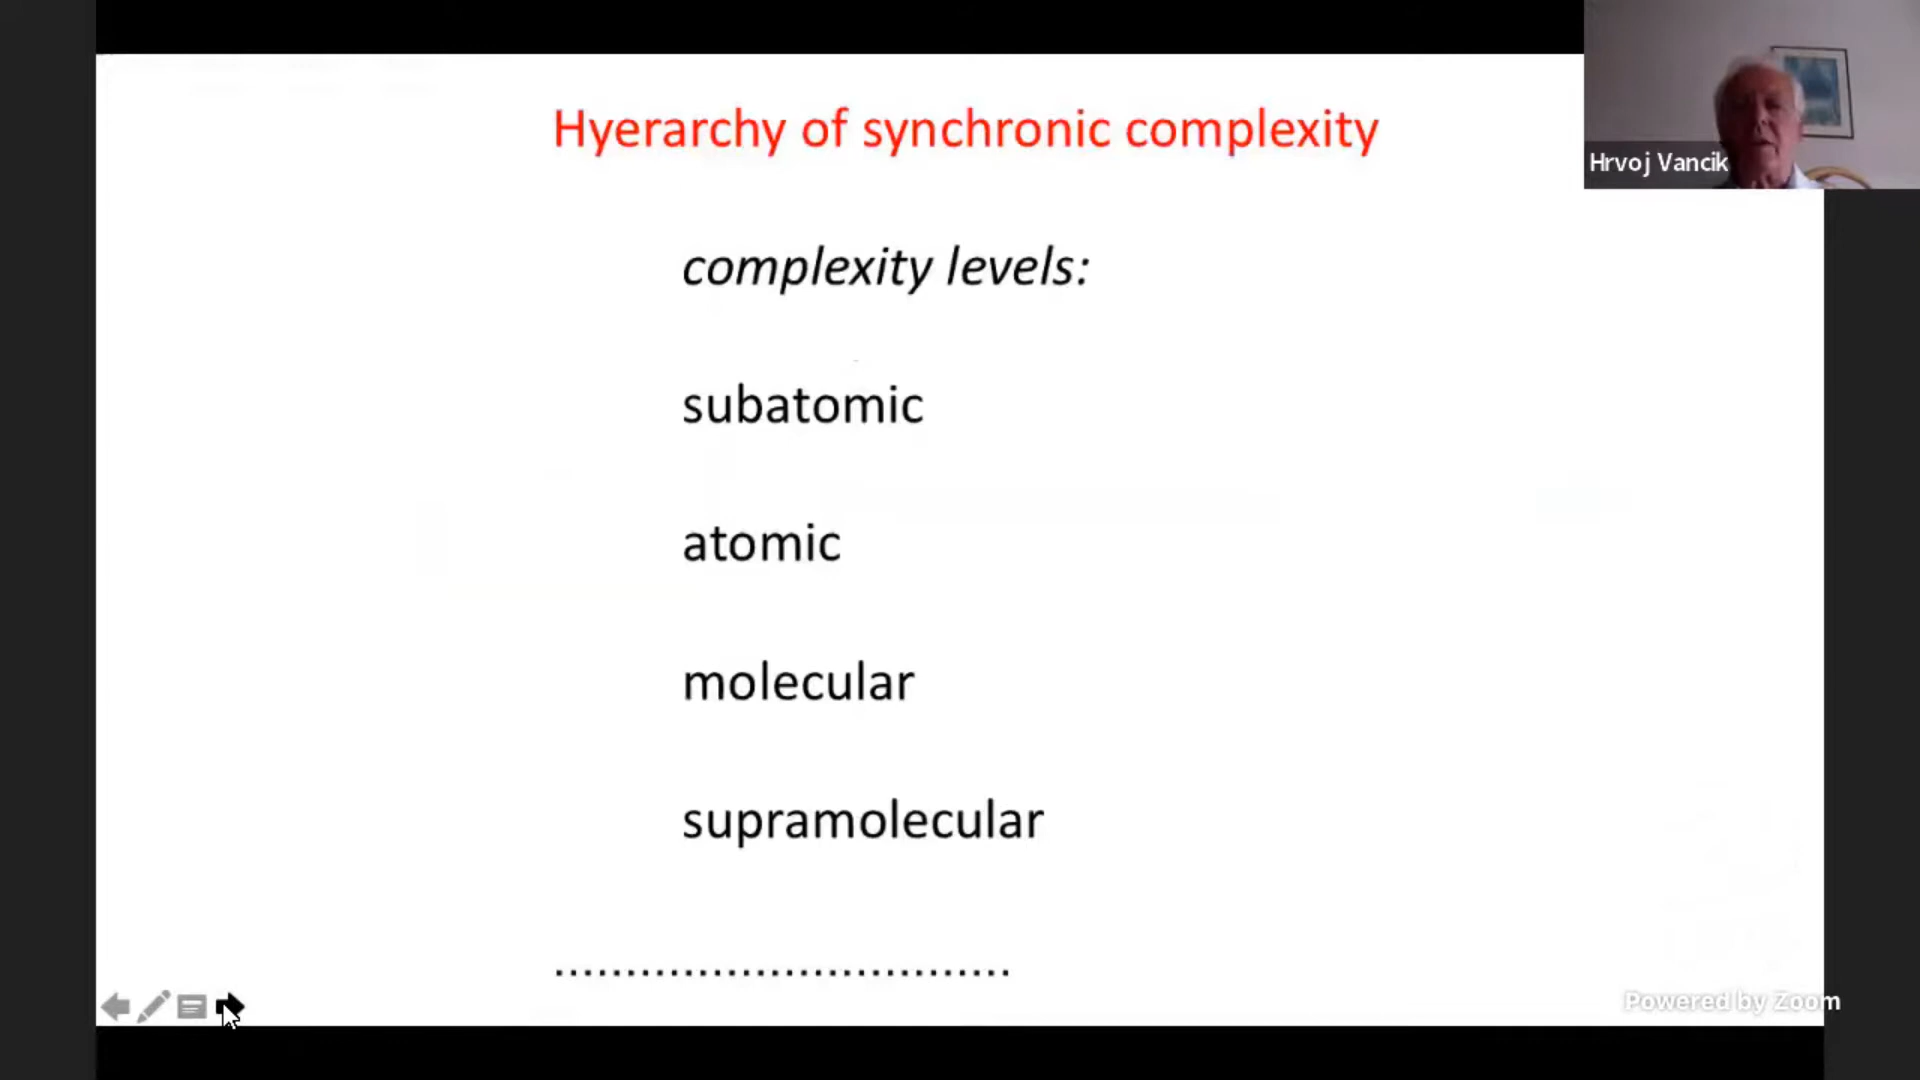 Hyerarchy of synchronic complexity
Hrvoj Vancik
complexity levels:
subatomic
atomic
molecular
supramolecular
................................
Powered by Zoom